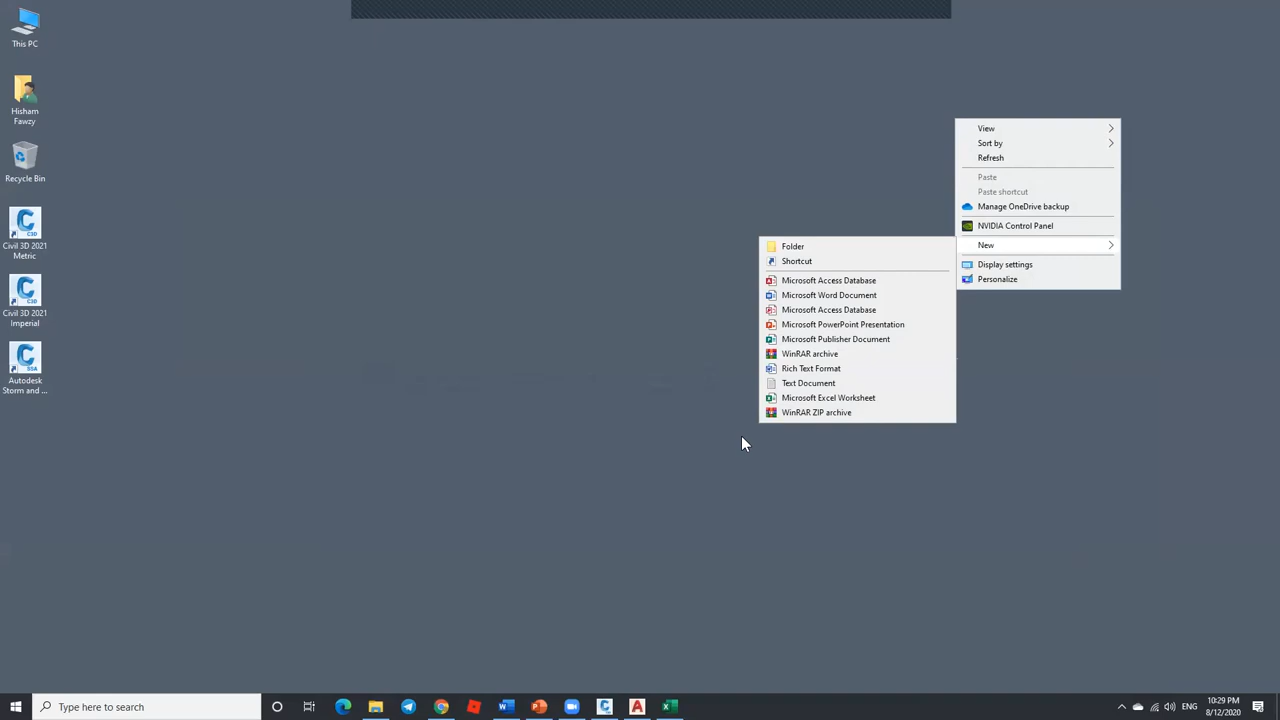 This PC
Hisham
Fawzy
Recycle Bin
Civil 3D 2021
Metric
Civil 3D 2021
Imperial
Autodesk
Storm and ...
View
Sort by
Refresh
Paste
Paste shortcut
Manage OneDrive backup
NVIDIA Control Panel
New
Display settings
Personalize
Folder
Shortcut
Microsoft Access Database
Microsoft Word Document
Microsoft Access Database
Microsoft PowerPoint Presentation
Microsoft Publisher Document
WinRAR archive
Rich Text Format
Text Document
Microsoft Excel Worksheet
WinRAR ZIP archive
Type here to search
ENG
10:29 PM
8/12/2020